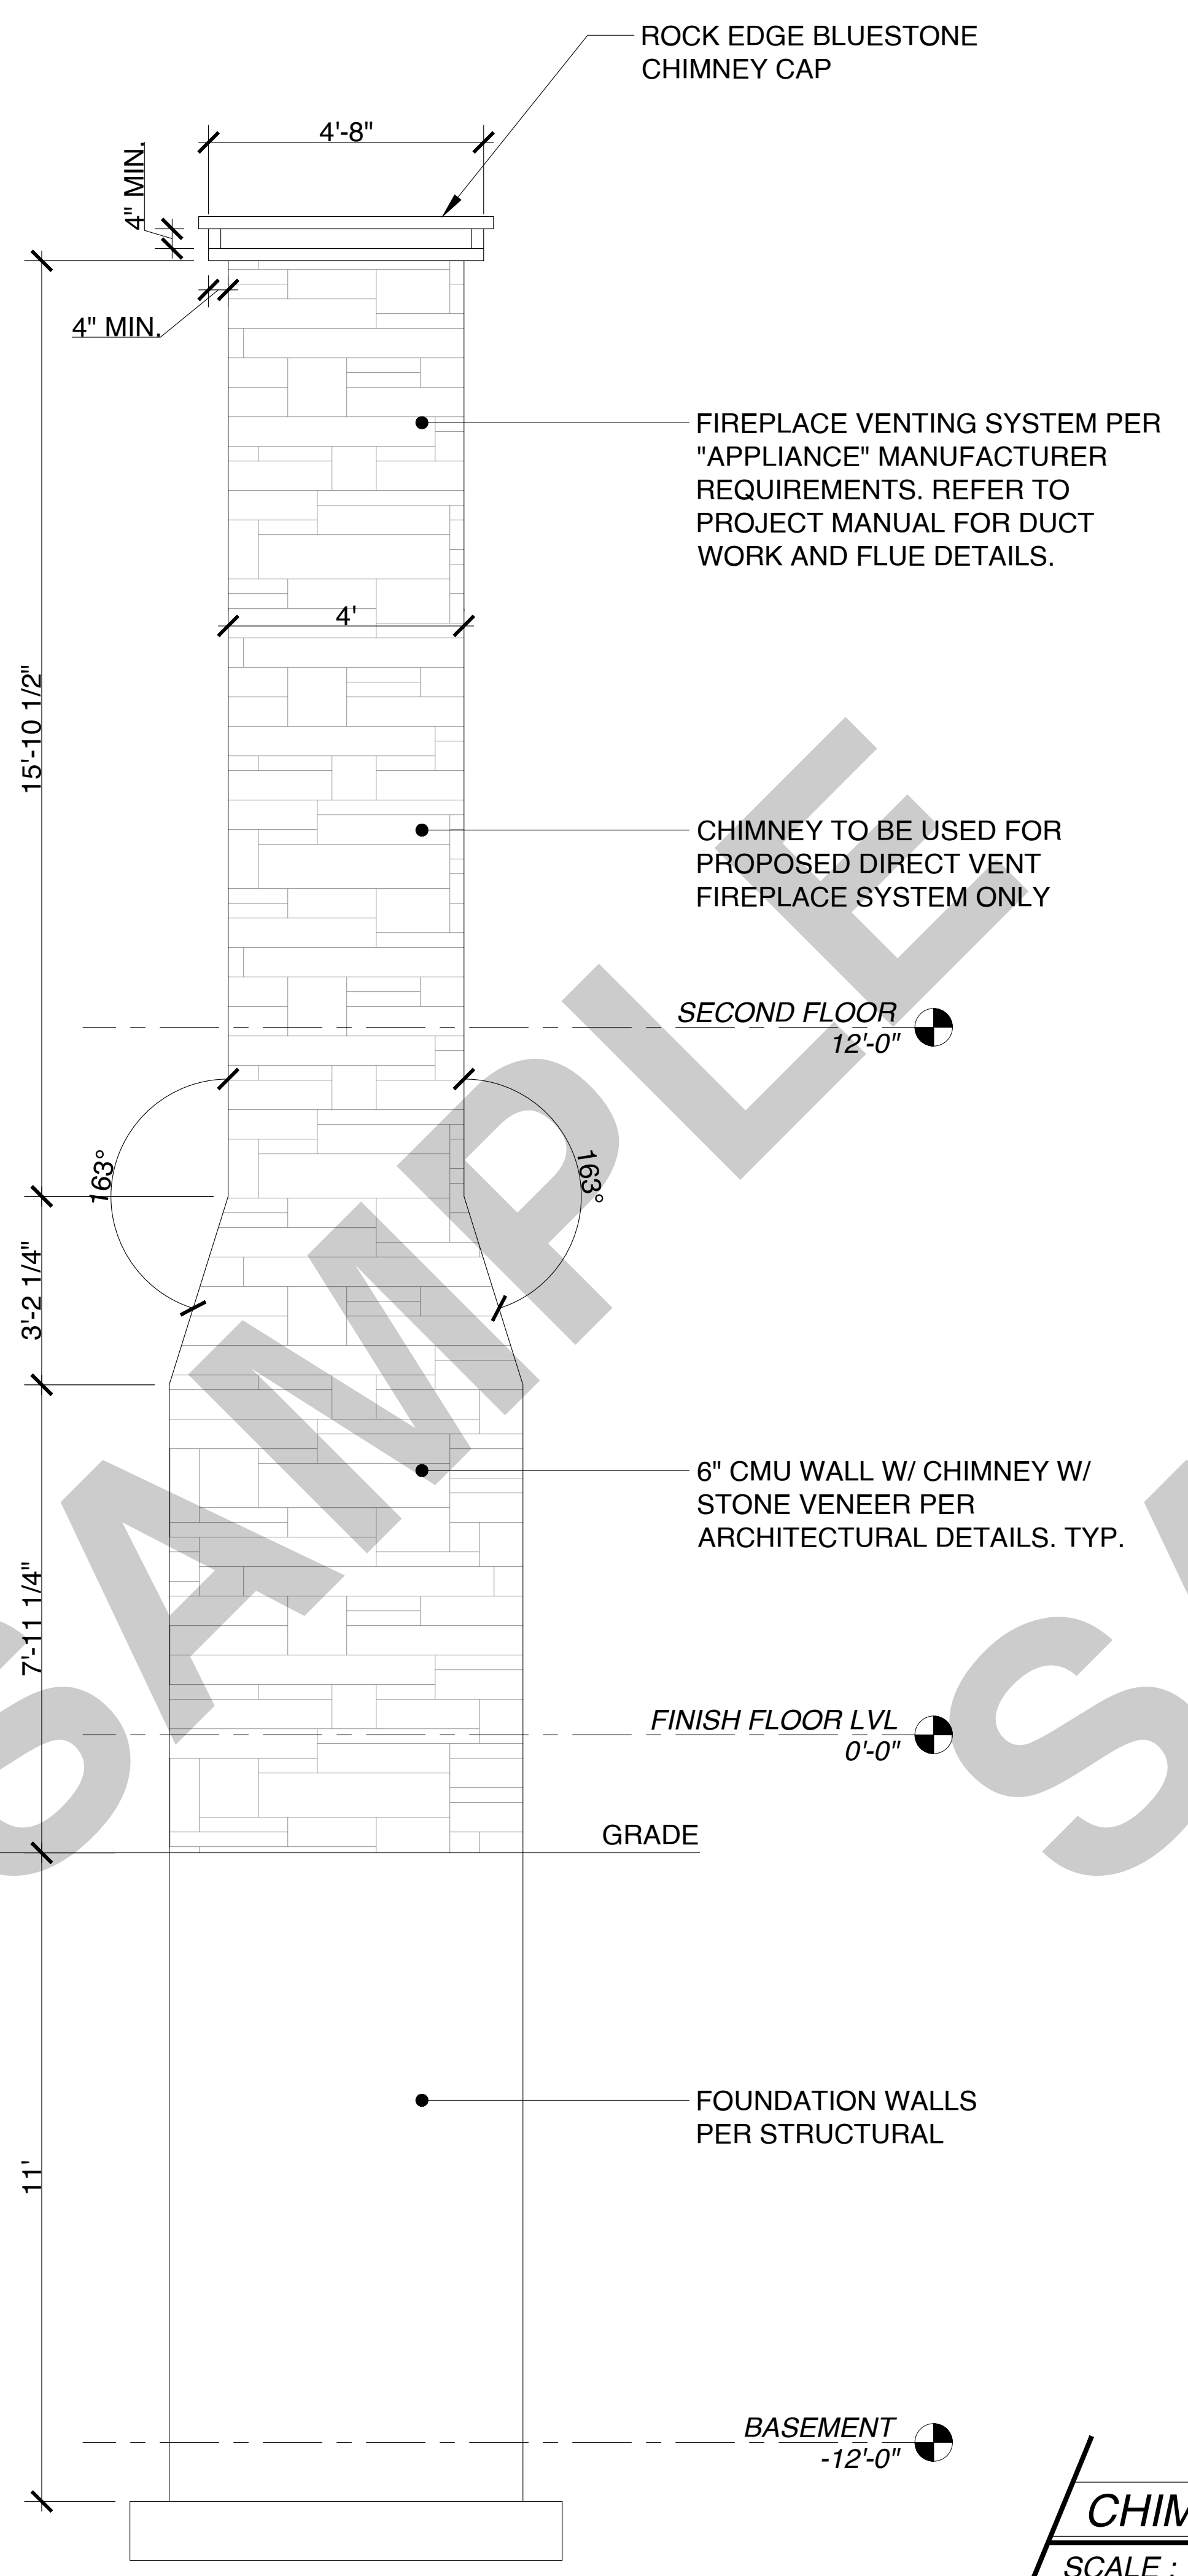 ROCK EDGE BLUESTONE
CHIMNEY CAP
4'-8"
4" MIN.
4" MIN.
FIREPLACE VENTING SYSTEM PER
"APPLIANCE" MANUFACTURER
REQUIREMENTS. REFER TO
PROJECT MANUAL FOR DUCT
WORK AND FLUE DETAILS.
4'
15'-10 1/2"
CHIMNEY TO BE USED FOR
PROPOSED DIRECT VENT
FIREPLACE SYSTEM ONLY
SECOND FLOOR
12'-0"
163°
163°
3'-2 1/4"
6" CMU WALL W/ CHIMNEY W/
STONE VENEER PER
ARCHITECTURAL DETAILS. TYP.
7'-11 1/4"
FINISH FLOOR LVL
0'-0"
GRADE
FOUNDATION WALLS
PER STRUCTURAL
11'
BASEMENT
-12'-0"
CHIM
SCALE :
SAMPLE
SA